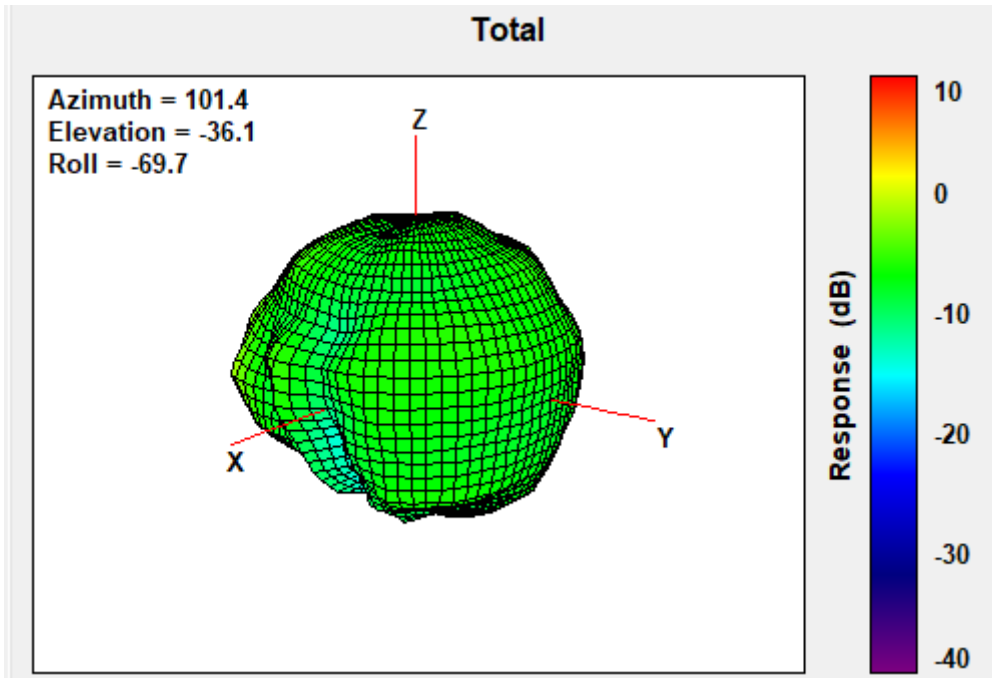 Total
Azimuth = 101.4
Elevation = -36.1
Roll = -69.7
Z
X
Y
Response (dB)
10
0
-10
-20
-30
-40